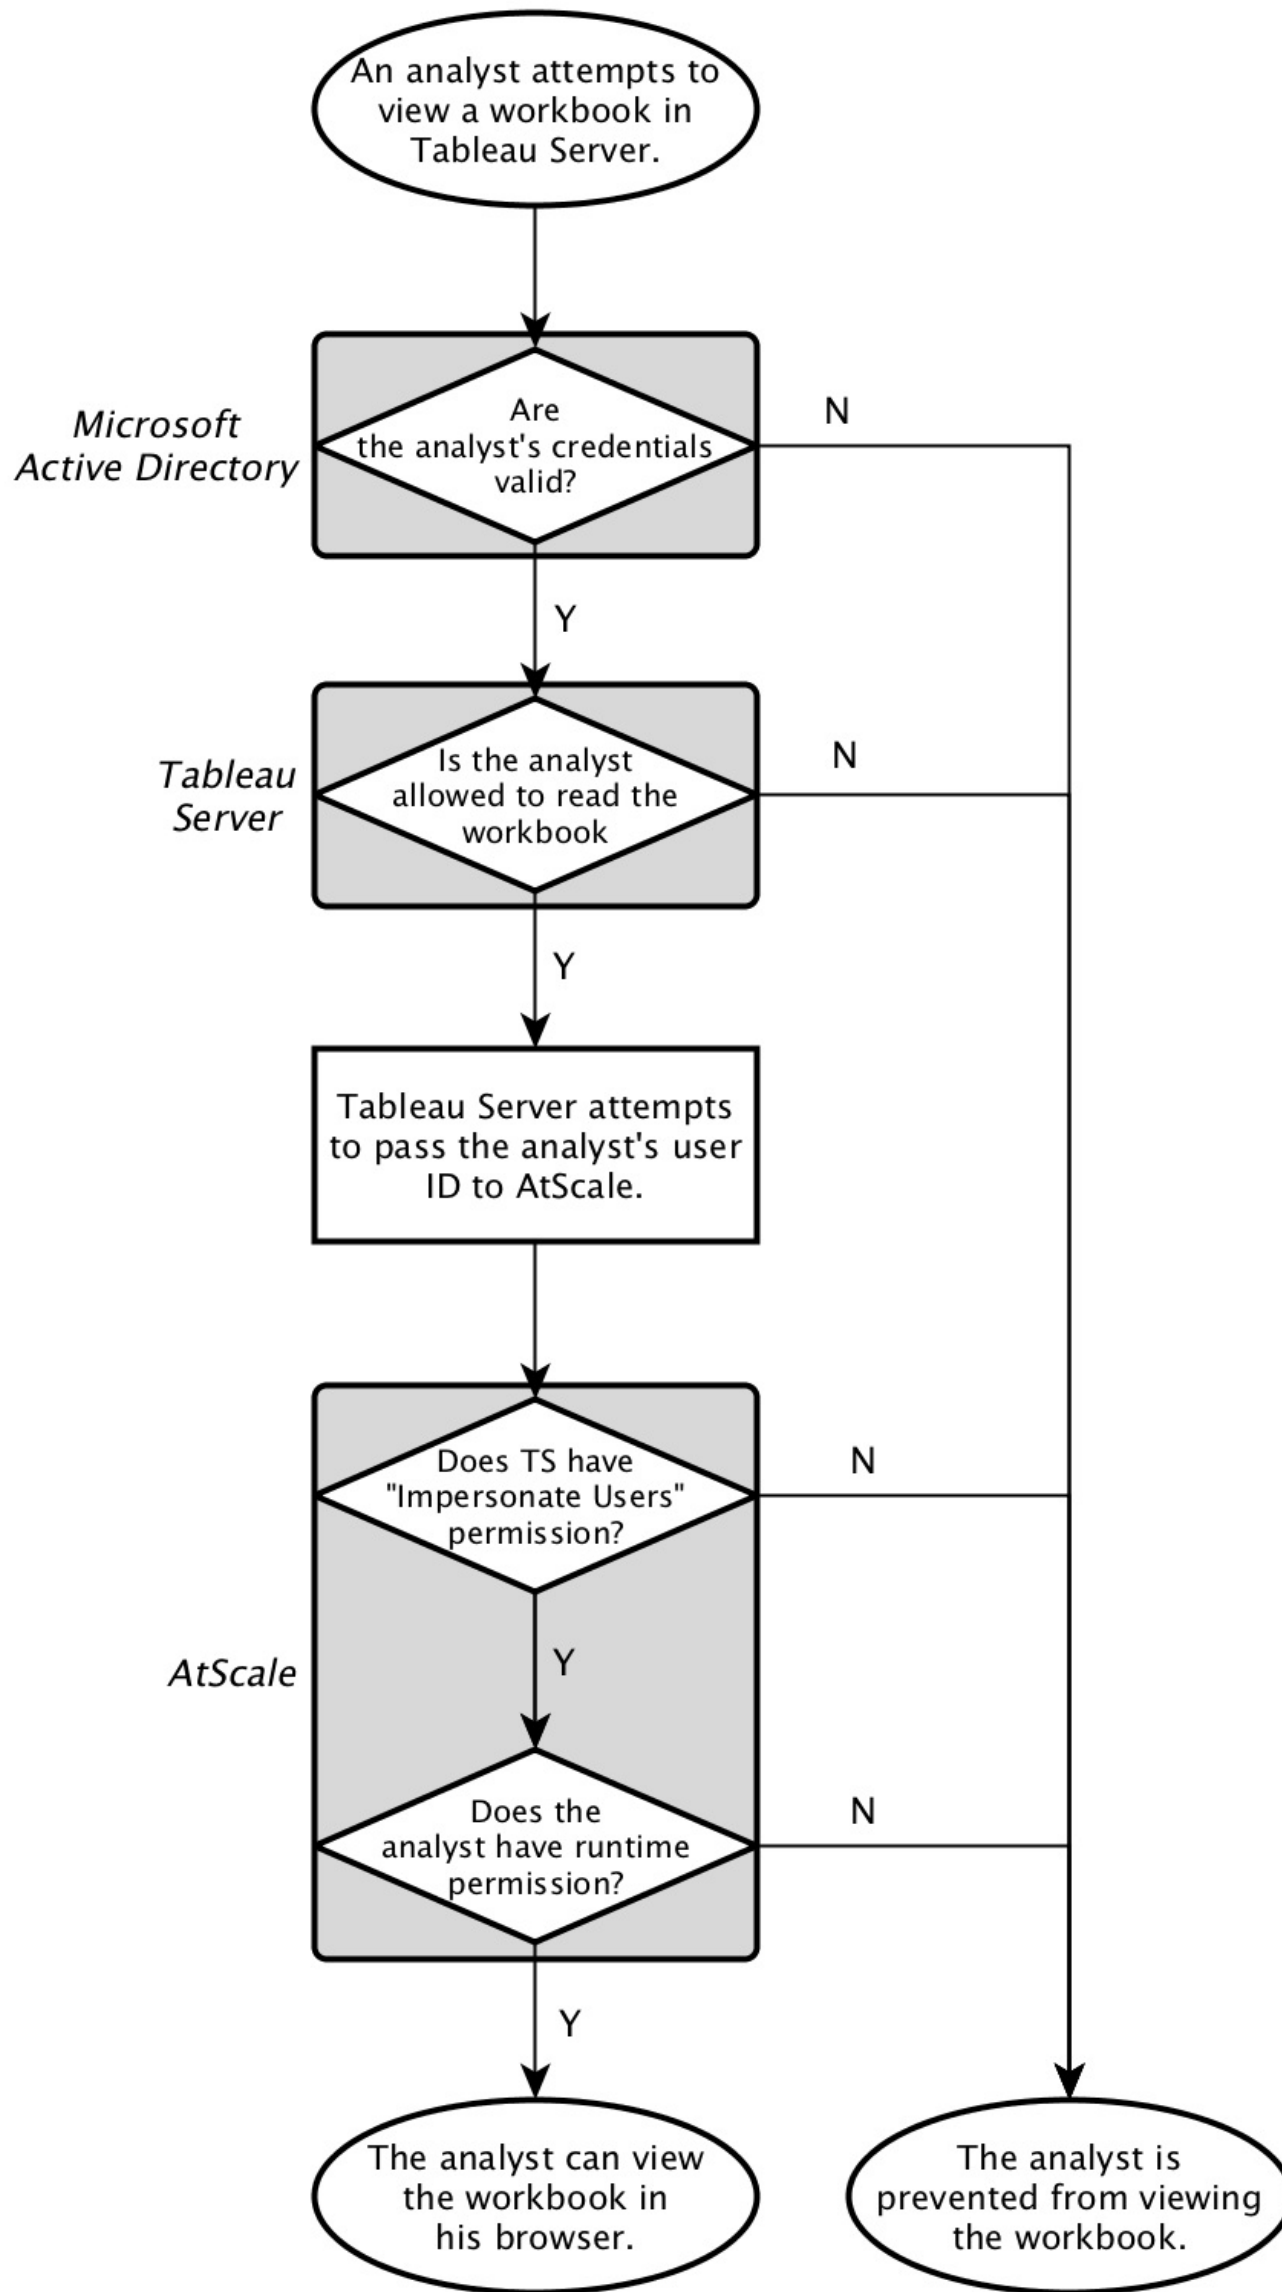 An analyst attempts to
view a workbook in
Tableau Server.
Microsoft
Active Directory
Are
the analyst's credentials
valid?
N
Y
Tableau
Server
Is the analyst
allowed to read the
workbook
N
Y
Tableau Server attempts
to pass the analyst's user
ID to AtScale.
Does TS have
"Impersonate Users"
permission?
N
AtScale
Y
Does the
analyst have runtime
permission?
N
Y
The analyst can view
the workbook in
his browser.
The analyst is
prevented from viewing
the workbook.